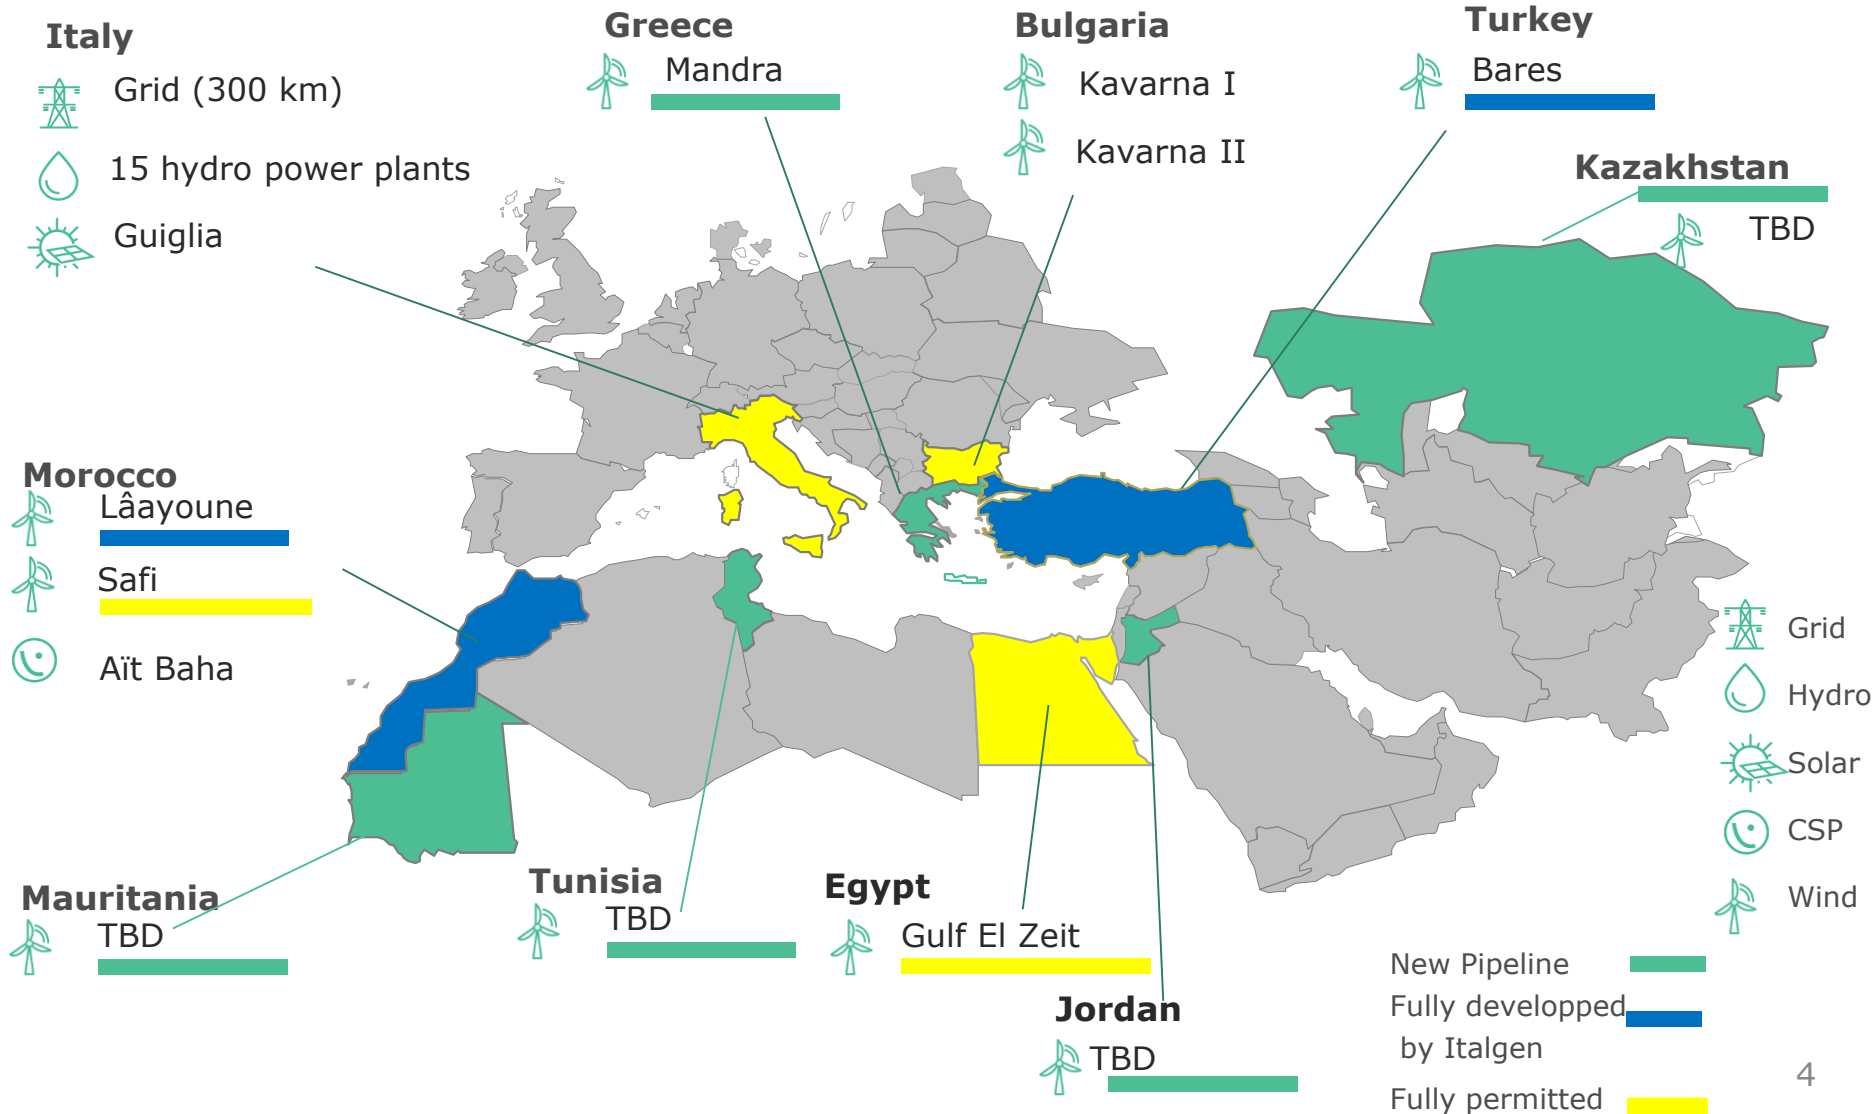 Italy
Grid (300 km)
15 hydro power plants
Guiglia
Greece
Mandra
Bulgaria
Kavarna I
Kavarna II
Turkey
Bares
Kazakhstan
TBD
Morocco
Lâayoune
Safi
Aït Baha
Mauritania
TBD
Tunisia
TBD
Egypt
Gulf El Zeit
Jordan
TBD
Grid
Hydro
Solar
CSP
Wind
New Pipeline
Fully developped
by Italgen
Fully permitted
4